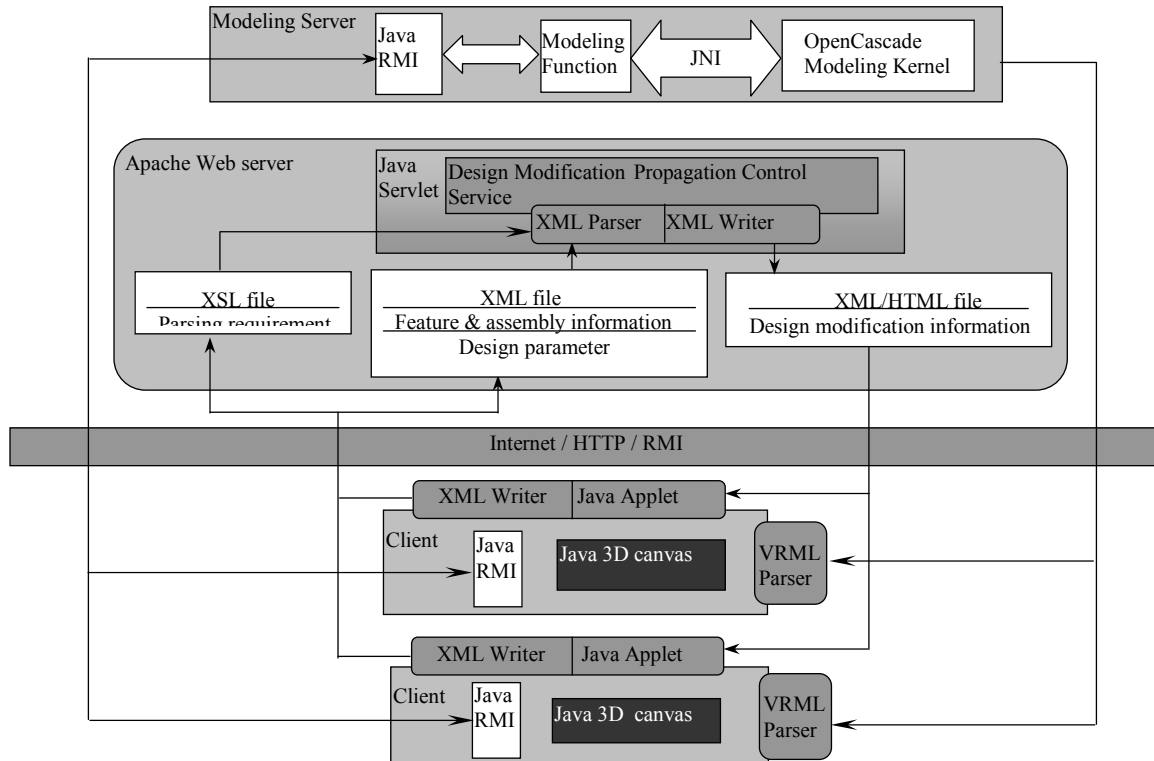 Modeling Server
Java
RMI
Modeling
Function
JNI
OpenCascade
Modeling Kernel
Apache Web server
Java
Servlet
Design Modification Propagation Control
Service
XML Parser
XML Writer
XSL file
Parsing requirement
XML file
Feature & assembly information
Design parameter
XML/HTML file
Design modification information
Internet / HTTP / RMI
XML Writer
Java Applet
Client
Java
RMI
Java 3D canvas
VRML
Parser
XML Writer
Java Applet
Client
Java
RMI
Java 3D canvas
VRML
Parser